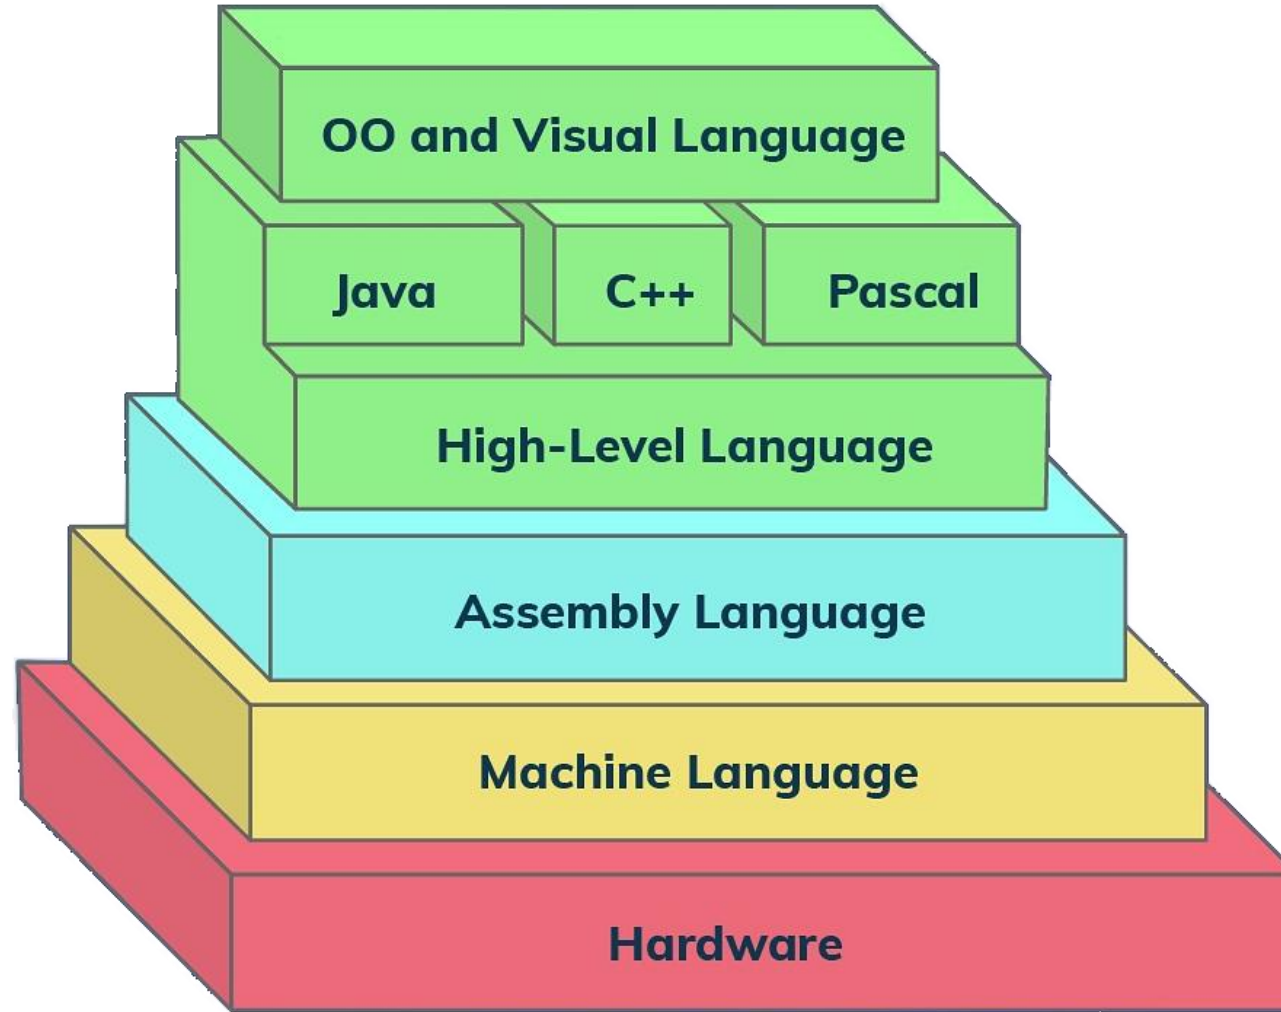 OO and Visual Language
Java
C++
Pascal
High-Level Language
Assembly Language
Machine Language
Hardware